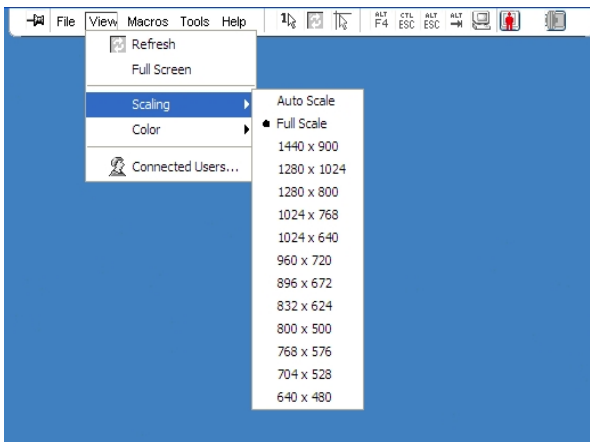 File View Macros Tools Help 1 ALT F4 CTL ESC ALT ESC ALT
Refresh
Full Screen
Scaling
Color
Connected Users...
Auto Scale
Full Scale
1440 x 900
1280 x 1024
1280 x 800
1024 x 768
1024 x 640
960 x 720
896 x 672
832 x 624
800 x 500
768 x 576
704 x 528
640 x 480